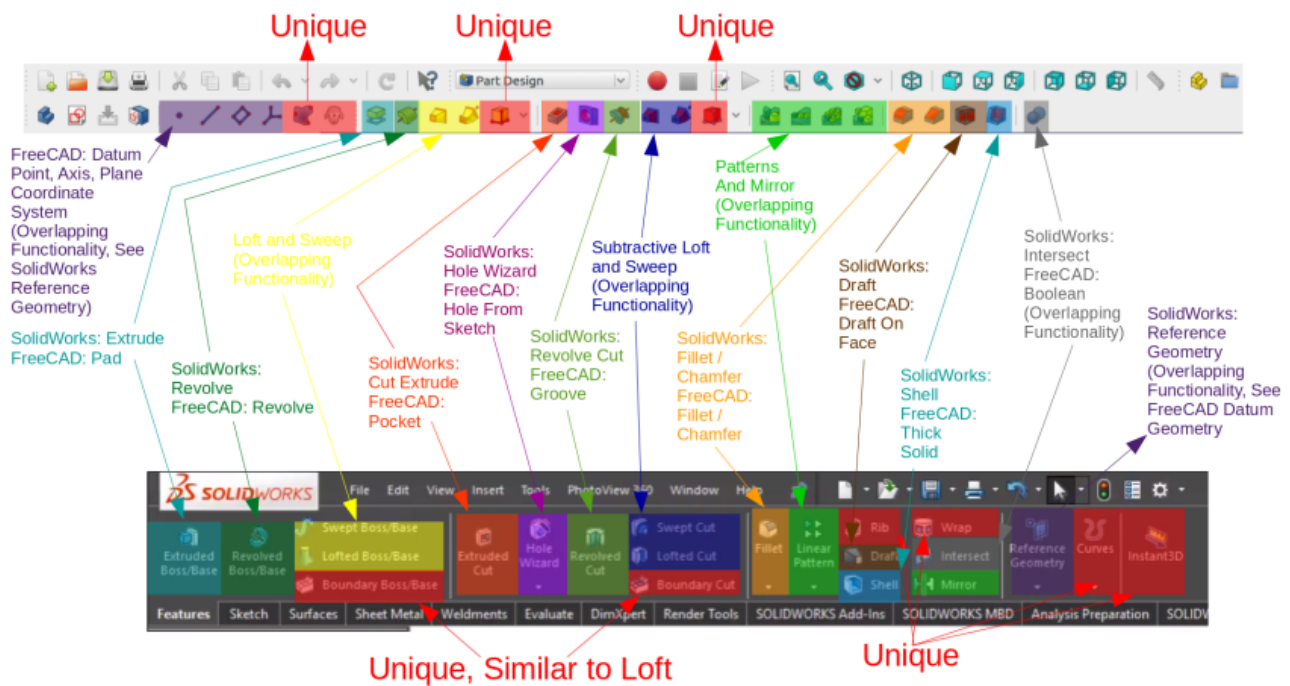 Unique
Unique
Unique
Part Design
FreeCAD: Datum
Point, Axis, Plane
Coordinate
System
(Overlapping
Functionality, See
SolidWorks
Reference
Geometry)
SolidWorks: Extrude
FreeCAD: Pad
SolidWorks:
Revolve
FreeCAD: Revolve
Loft and Sweep
(Overlapping
Functionality)
SolidWorks:
Cut Extrude
FreeCAD:
Pocket
SolidWorks:
Hole Wizard
FreeCAD:
Hole From
Sketch
SolidWorks:
Revolve Cut
FreeCAD:
Groove
Subtractive Loft
and Sweep
(Overlapping
Functionality)
Patterns
And Mirror
(Overlapping
Functionality)
SolidWorks:
Fillet /
Chamfer
FreeCAD:
Fillet /
Chamfer
SolidWorks:
Draft
FreeCAD:
Draft On
Face
SolidWorks:
Shell
FreeCAD:
Thick
Solid
SolidWorks:
Intersect
FreeCAD:
Boolean
(Overlapping
Functionality)
SolidWorks:
Reference
Geometry
(Overlapping
Functionality, See
FreeCAD Datum
Geometry
SOLIDWORKS
File Edit View Insert Tools PhotoView 360 Window Help
Extruded
Boss/Base
Revolved
Boss/Base
Swept Boss/Base
Lofted Boss/Base
Boundary Boss/Base
Extruded
Cut
Hole
Wizard
Revolved
Cut
Swept Cut
Lofted Cut
Boundary Cut
Fillet
Linear
Pattern
Rib
Draft
Shell
Wrap
Intersect
Mirror
Reference
Geometry
Curves
Instant3D
Features Sketch Surfaces Sheet Metal Weldments Evaluate DimXpert Render Tools SOLIDWORKS Add-Ins SOLIDWORKS MBD Analysis Preparation SOLIDW
Unique, Similar to Loft
Unique